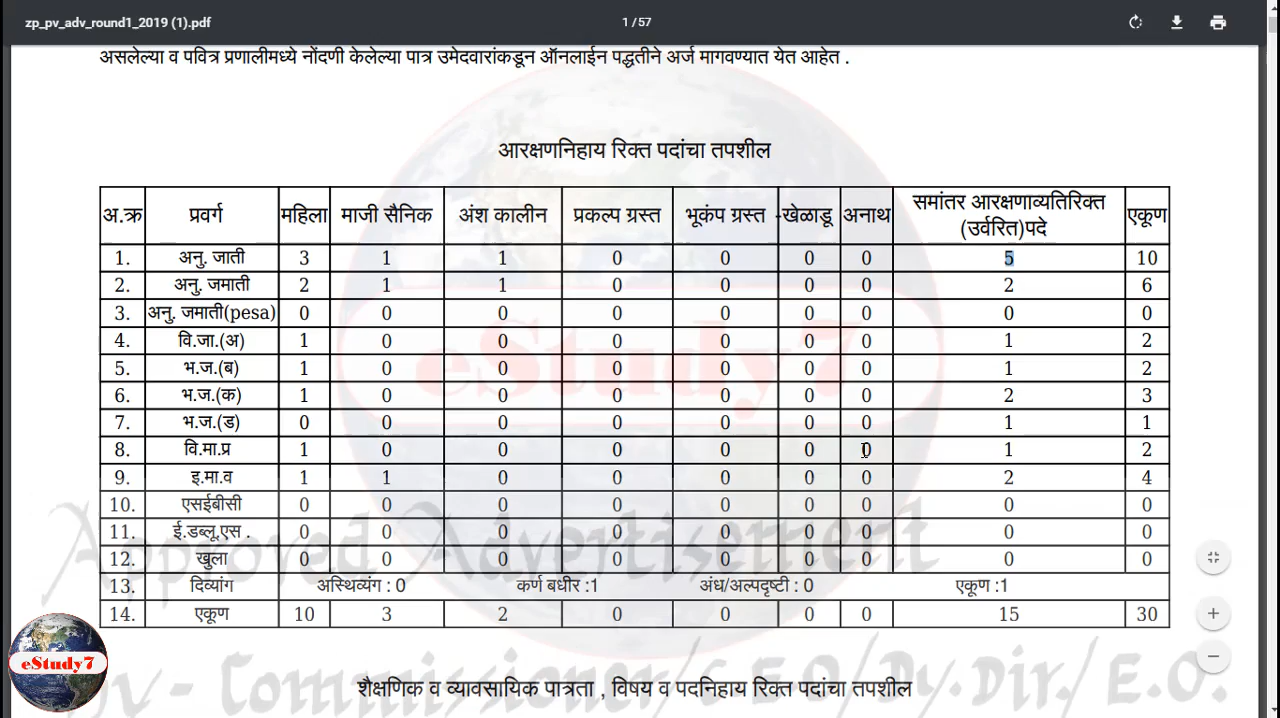 zp_pv_adv_round1_2019 (1).pdf 1 / 57
असलेल्या व पवित्र प्रणालीमध्ये नोंदणी केलेल्या पात्र उमेदवारांकडून ऑनलाईन पद्धतीने अर्ज मागवण्यात येत आहेत .
आरक्षणनिहाय रिक्त पदांचा तपशील
अ.क्र प्रवर्ग महिला माजी सैनिक अंश कालीन प्रकल्प ग्रस्त भूकंप ग्रस्त -खेळाडू अनाथ समांतर आरक्षणाव्यतिरिक्त (उर्वरित)पदे एकूण
1. अनु. जाती 3 1 1 0 0 0 0 5 10
2. अनु. जमाती 2 1 1 0 0 0 0 2 6
3. अनु. जमाती(pesa) 0 0 0 0 0 0 0 0 0
4. वि.जा.(अ) 1 0 0 0 0 0 0 1 2
5. भ.ज.(ब) 1 0 0 0 0 0 0 1 2
6. भ.ज.(क) 1 0 0 0 0 0 0 2 3
7. भ.ज.(ड) 0 0 0 0 0 0 0 1 1
8. वि.मा.प्र 1 0 0 0 0 0 0 1 2
9. इ.मा.व 1 1 0 0 0 0 0 2 4
10. एसईबीसी 0 0 0 0 0 0 0 0 0
11. ई.डब्लू.एस . 0 0 0 0 0 0 0 0 0
12. खुला 0 0 0 0 0 0 0 0 0
13. दिव्यांग अस्थिव्यंग : 0 कर्ण बधीर :1 अंध/अल्पदृष्टी : 0 एकूण :1
14. एकूण 10 3 2 0 0 0 0 15 30
eStudy7
Approved Advertisement
eStudy7
By - Commissioner/C.E.O/Dy.Dir./E.O.
शैक्षणिक व व्यावसायिक पात्रता , विषय व पदनिहाय रिक्त पदांचा तपशील